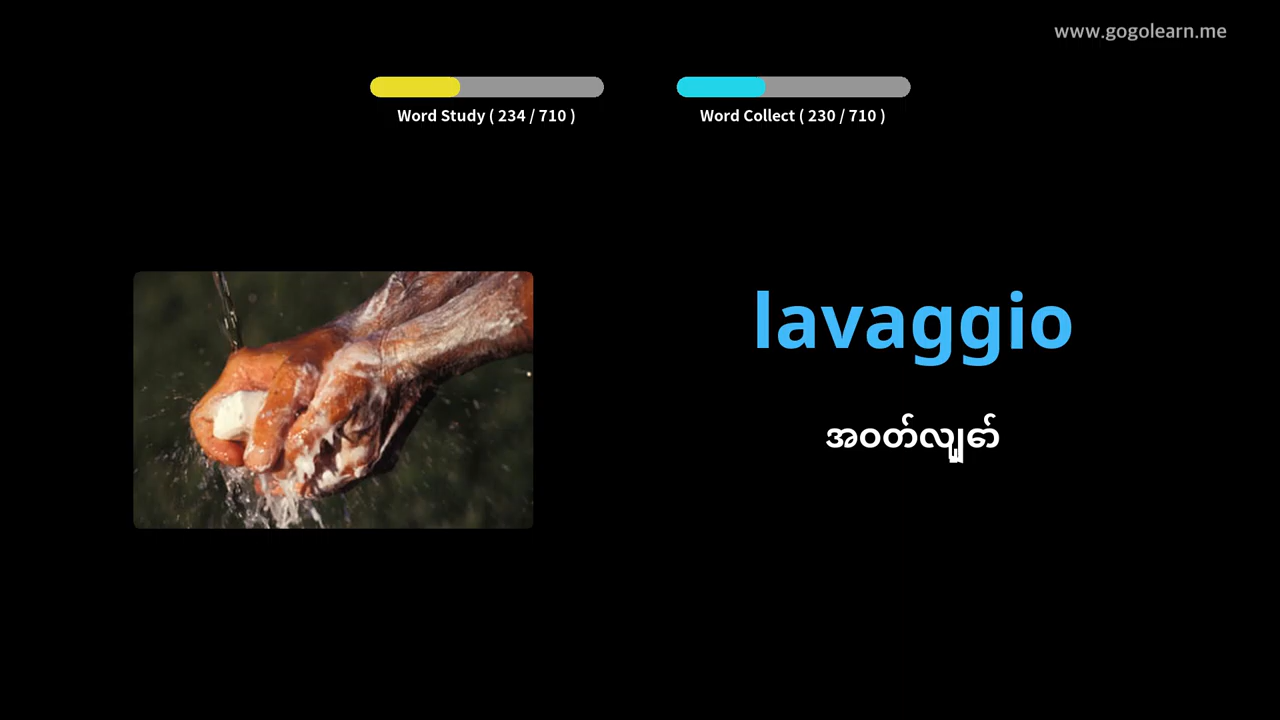 www.gogolearn.me
Word Study ( 234 / 710 )
Word Collect ( 230 / 710 )
lavaggio
အဝတ်လျှော်